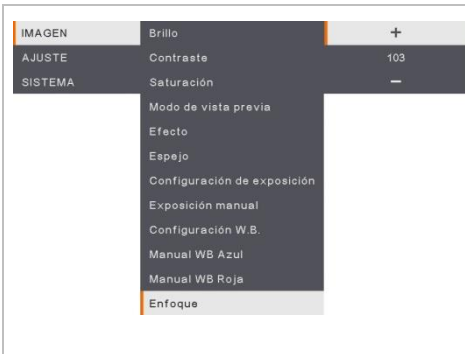 IMAGEN
AJUSTE
SISTEMA
Brillo
Contraste
Saturación
Modo de vista previa
Efecto
Espejo
Configuración de exposición
Exposición manual
Configuración W.B.
Manual WB Azul
Manual WB Roja
Enfoque
+
103
−